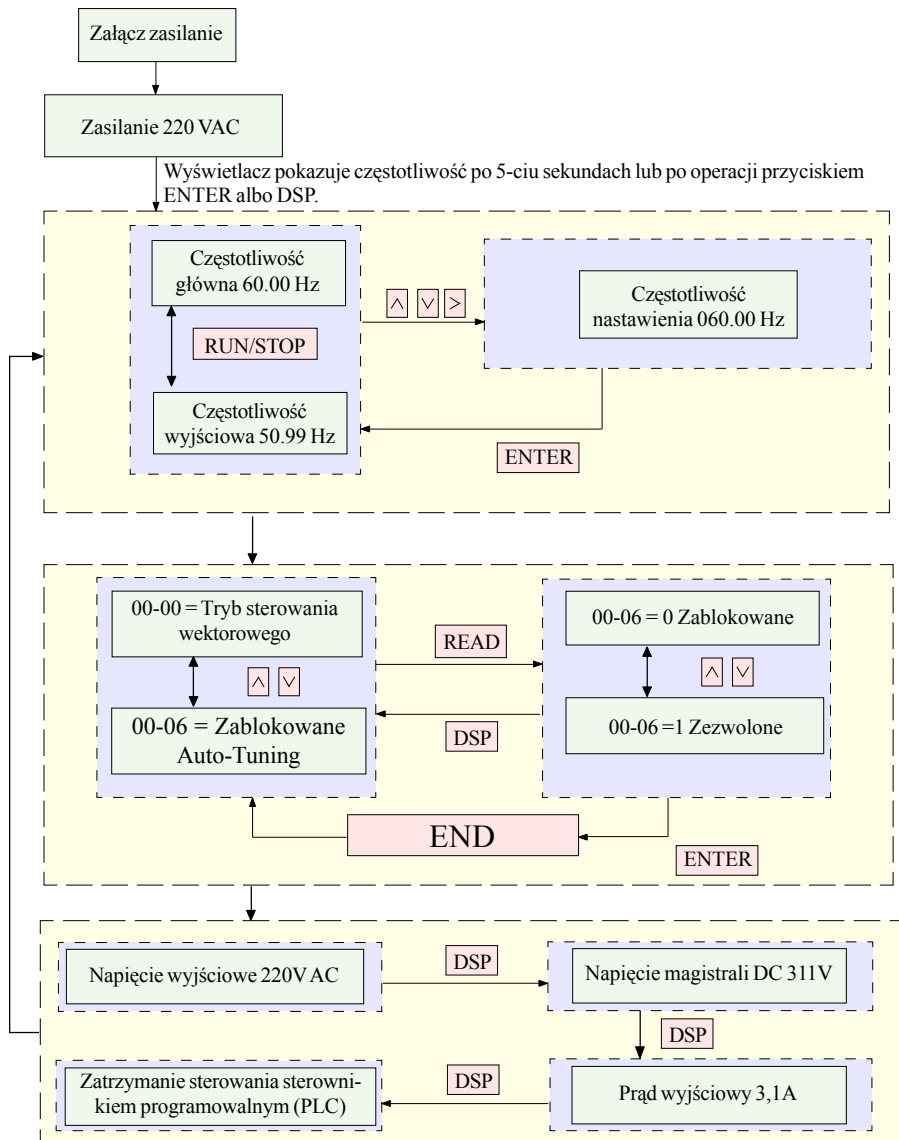 Załącz zasilanie
Zasilanie 220 VAC
Wyświetlacz pokazuje częstotliwość po 5-ciu sekundach lub po operacji przyciskiem
ENTER albo DSP.
Częstotliwość
główna 60.00 Hz
RUN/STOP
Częstotliwość
wyjściowa 50.99 Hz
∧ ∨ >
Częstotliwość
nastawienia 060.00 Hz
ENTER
00-00 = Tryb sterowania
wektorowego
∧ ∨
00-06 = Zablokowane
Auto-Tuning
READ
DSP
00-06 = 0 Zablokowane
∧ ∨
00-06 =1 Zezwolone
END
ENTER
Napięcie wyjściowe 220V AC
DSP
Napięcie magistrali DC 311V
DSP
Zatrzymanie sterowania sterowni-
kiem programowalnym (PLC)
DSP
Prąd wyjściowy 3,1A